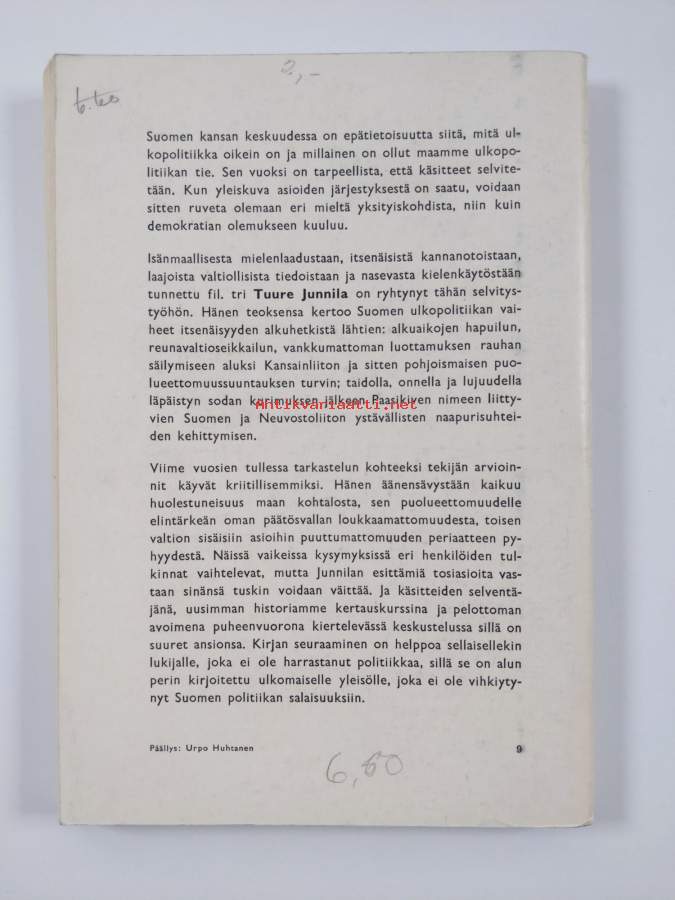 2,-
Suomen kansan keskuudessa on epätietoisuutta siitä, mitä ul-
kopolitiikka oikein on ja millainen on ollut maamme ulkopo-
litiikan tie. Sen vuoksi on tarpeellista, että käsitteet selvite-
tään. Kun yleiskuva asioiden järjestyksestä on saatu, voidaan
sitten ruveta olemaan eri mieltä yksityiskohdista, niin kuin
demokratian olemukseen kuuluu.
Isänmaallisesta mielenlaadustaan, itsenäisistä kannanotoistaan,
laajoista valtiollisista tiedoistaan ja nasevasta kielenkäytöstään
tunnettu fil. tri Tuure Junnila on ryhtynyt tähän selvitys-
työhön. Hänen teoksensa kertoo Suomen ulkopolitiikan vai-
heet itsenäisyyden alkuhetkistä lähtien: alkuaikojen hapuilun,
reunavaltioseikkailun, vankkumattoman luottamuksen rauhan
säilymiseen aluksi Kansainliiton ja sitten pohjoismaisen puo-
lueettomuussuuntauksen turvin; taidolla, onnella ja lujuudella
läpäistyn sodan kurimuksen jälkeen Paasikiven nimeen liitty-
Antikvariaatti.net
vien Suomen ja Neuvostoliiton ystävällisten naapurisuhtei-
den kehittymisen.
Viime vuosien tullessa tarkastelun kohteeksi tekijän arvioin-
nit käyvät kriitillisemmiksi. Hänen äänensävystään kaikuu
huolestuneisuus maan kohtalosta, sen puolueettomuudelle
elintärkeän oman päätösvallan loukkaamattomuudesta, toisen
valtion sisäisiin asioihin puuttumattomuuden periaatteen py-
hyydestä. Näissä vaikeissa kysymyksissä eri henkilöiden tul-
kinnat vaihtelevat, mutta Junnilan esittämiä tosiasioita vas-
taan sinänsä tuskin voidaan väittää. Ja käsitteiden selventä-
jänä, uusimman historiamme kertauskurssina ja pelottoman
avoimena puheenvuorona kiertelevässä keskustelussa sillä on
suuret ansionsa. Kirjan seuraaminen on helppoa sellaisellekin
lukijalle, joka ei ole harrastanut politiikkaa, sillä se on alun
perin kirjoitettu ulkomaiselle yleisölle, joka ei ole vihkiyty-
nyt Suomen politiikan salaisuuksiin.
Päällys: Urpo Huhtanen 9
6,60